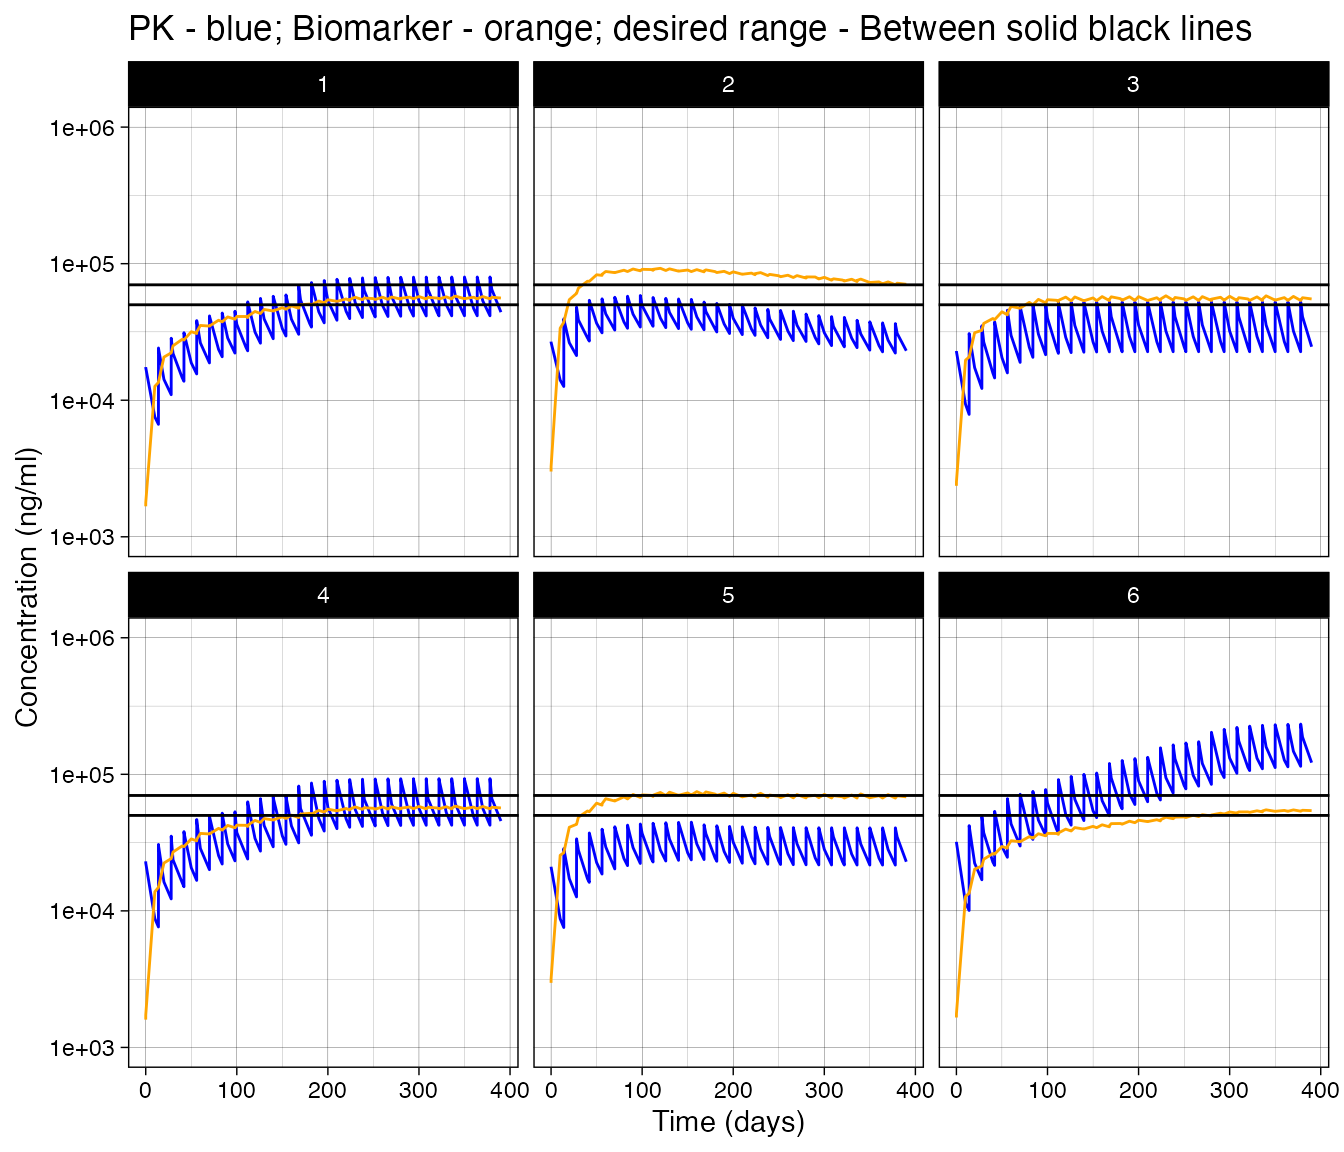 PK - blue; Biomarker - orange; desired range - Between solid black lines
1 2 3
1e+06
1e+05
1e+04
1e+03
4 5 6
1e+06
1e+05
1e+04
1e+03
0 100 200 300 400 0 100 200 300 400 0 100 200 300 400
Time (days)
Concentration (ng/ml)